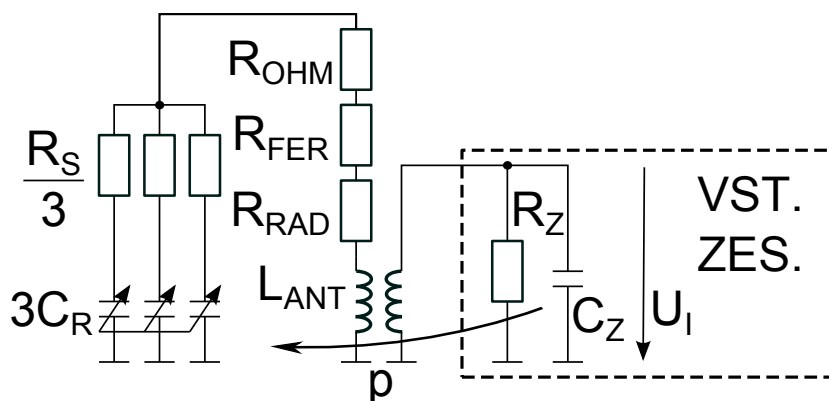 R_OHM
R_FER
R_RAD
R_S
3
L_ANT
3C_R
R_Z
C_Z
U_I
VST.
ZES.
p